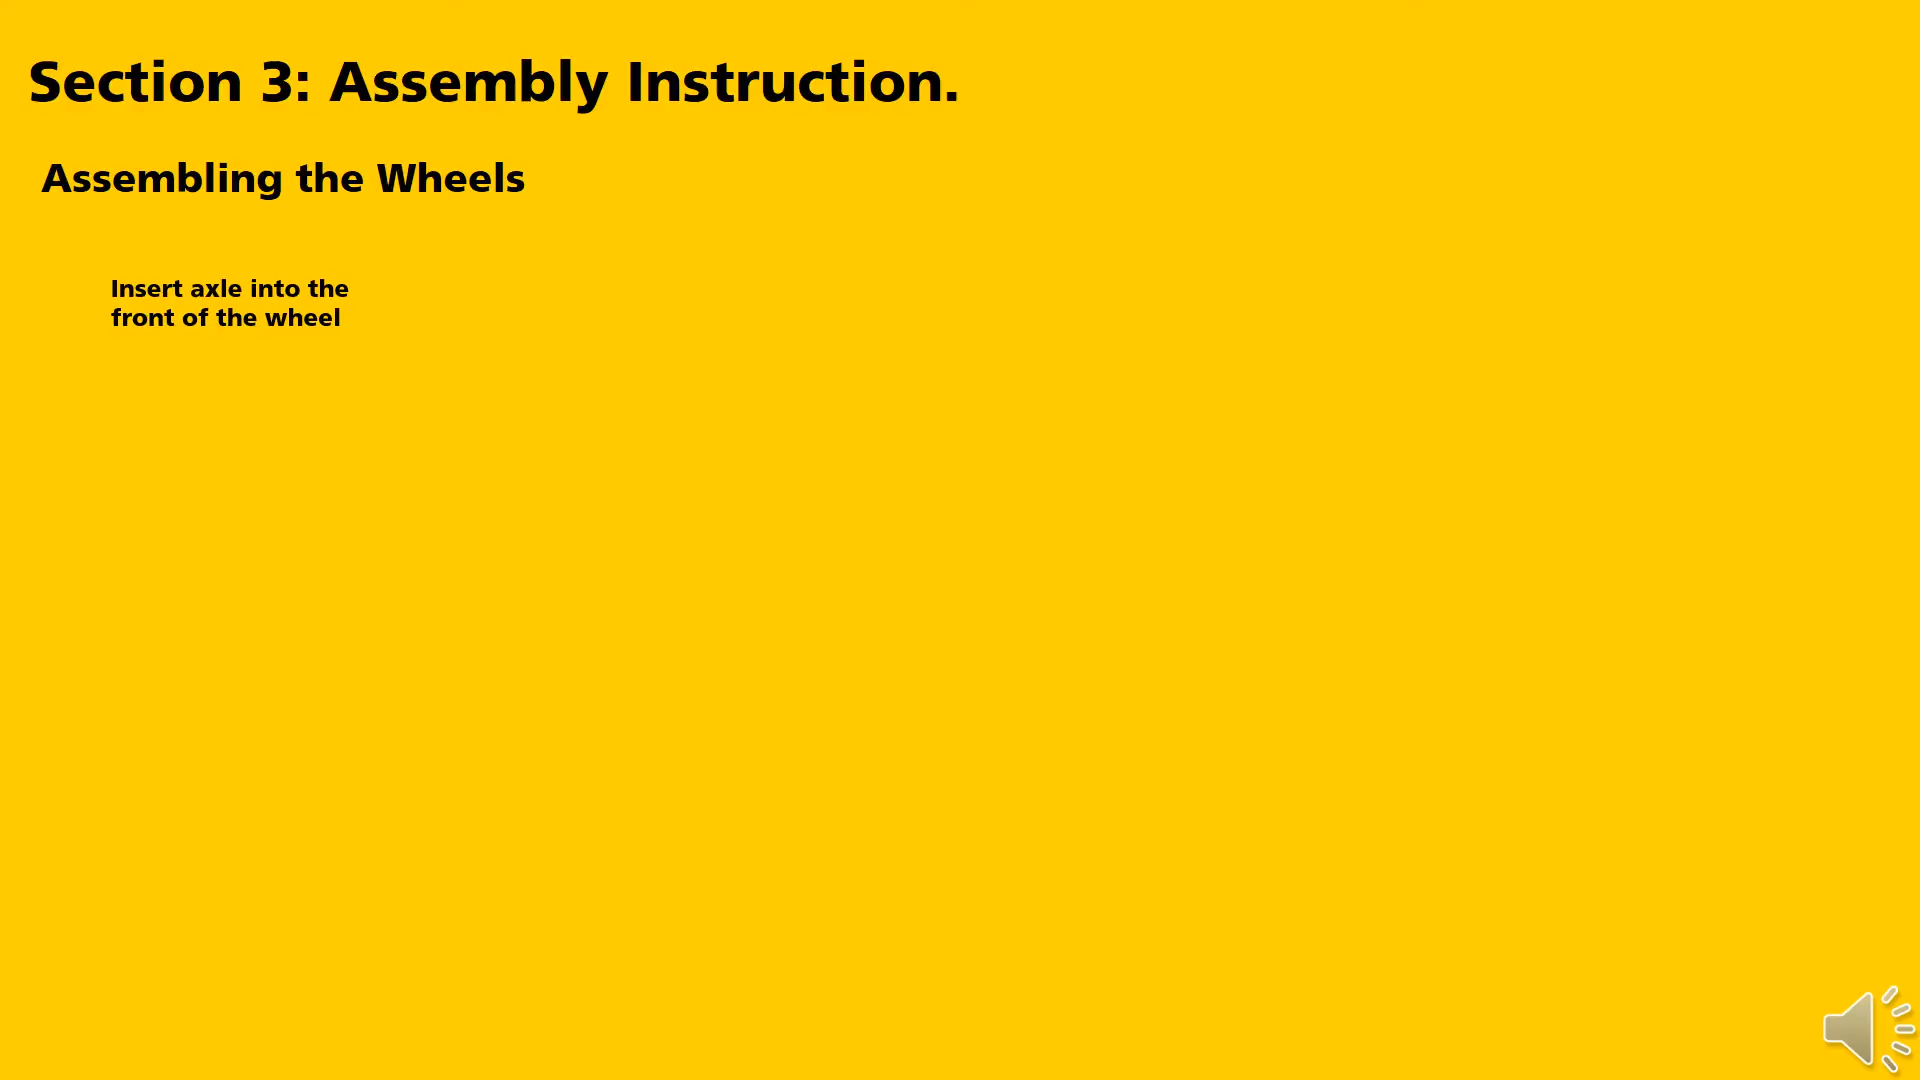 Section 3: Assembly Instruction.
Assembling the Wheels
Insert axle into the
front of the wheel